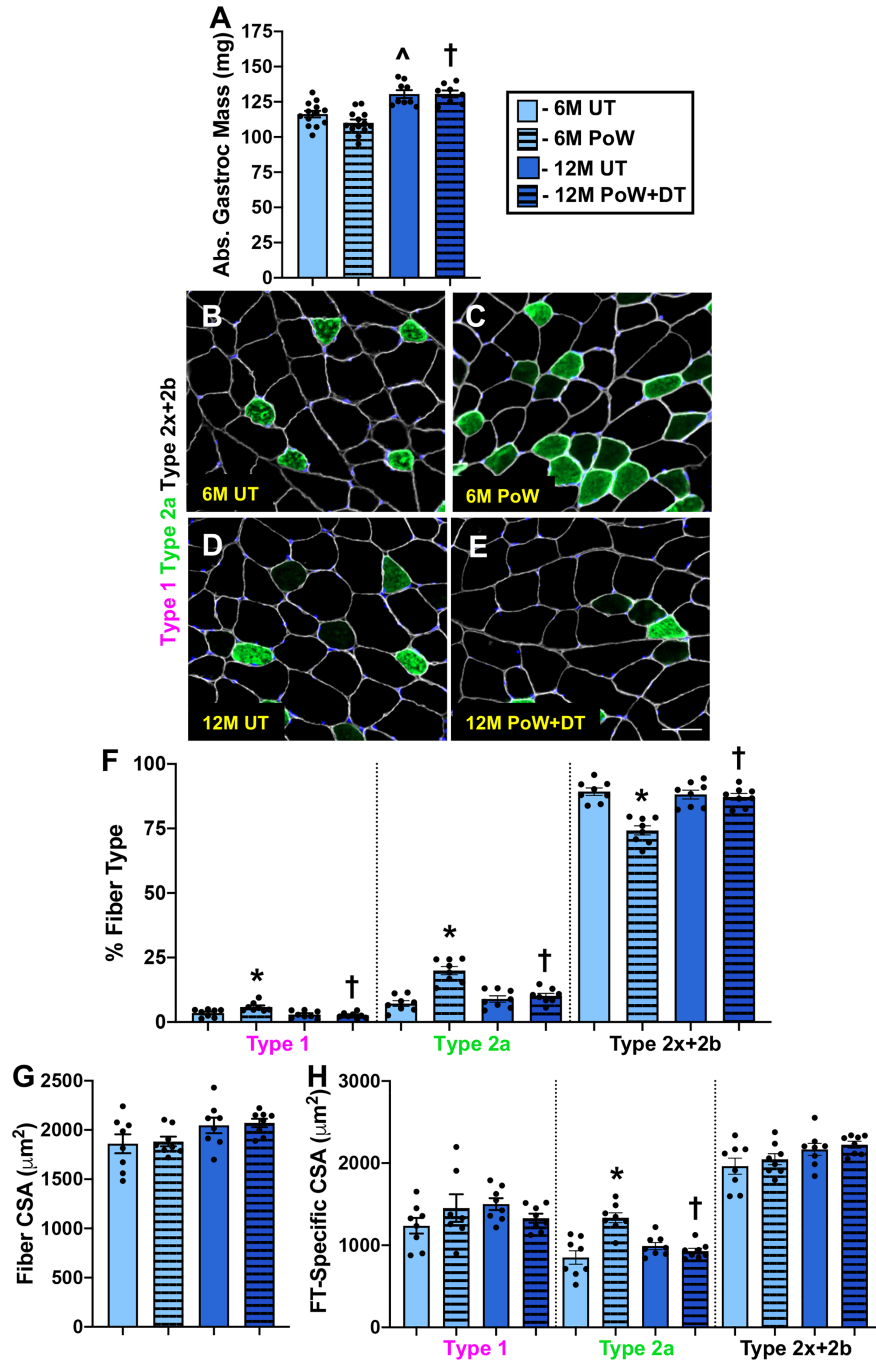 A
Abs. Gastroc Mass (mg)
175
150
125
100
75
50
25
0
^
†
- 6M UT
- 6M PoW
- 12M UT
- 12M PoW+DT
Type 1 Type 2a Type 2x+2b
B
6M UT
C
6M PoW
D
12M UT
E
12M PoW+DT
F
% Fiber Type
100
75
50
25
0
*
†
*
†
*
†
Type 1
Type 2a
Type 2x+2b
G
Fiber CSA (μm2)
2500
2000
1500
1000
500
0
H
FT-Specific CSA (μm2)
3000
2000
1000
0
*
†
Type 1
Type 2a
Type 2x+2b